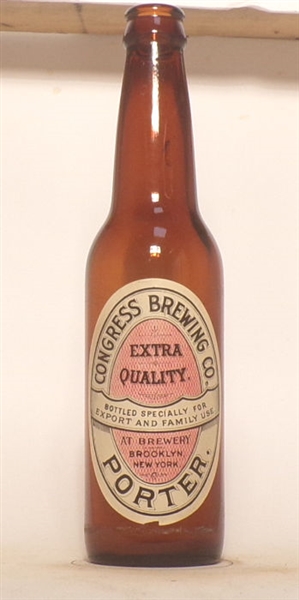 CONGRESS BREWING CO.
EXTRA
QUALITY.
BOTTLED SPECIALLY FOR
EXPORT AND FAMILY USE
AT BREWERY
BROOKLYN,
NEW YORK
PORTER.